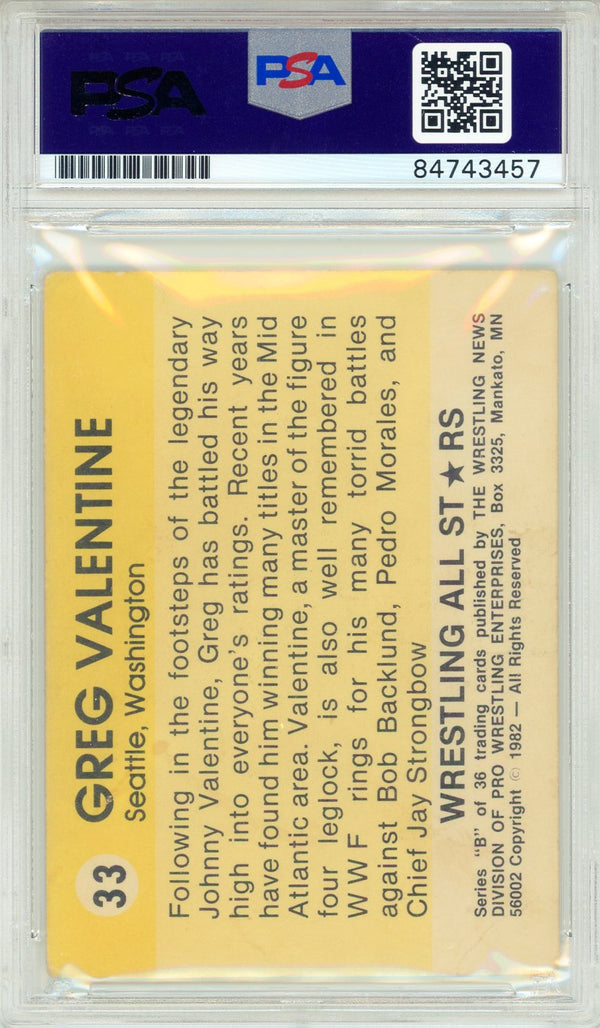 PSA
PSA
84743457
33
GREG VALENTINE
Seattle, Washington
Following in the footsteps of the legendary
Johnny Valentine, Greg has battled his way
high into everyone's ratings. Recent years
have found him winning many titles in the Mid
Atlantic area. Valentine, a master of the figure
four leglock, is also well remembered in
WWF rings for his many torrid battles
against Bob Backlund, Pedro Morales, and
Chief Jay Strongbow
WRESTLING ALL ST★RS
Series "B" of 36 trading cards published by THE WRESTLING NEWS
DIVISION OF PRO WRESTLING ENTERPRISES, Box 3325, Mankato, MN
56002 Copyright © 1982 — All Rights Reserved